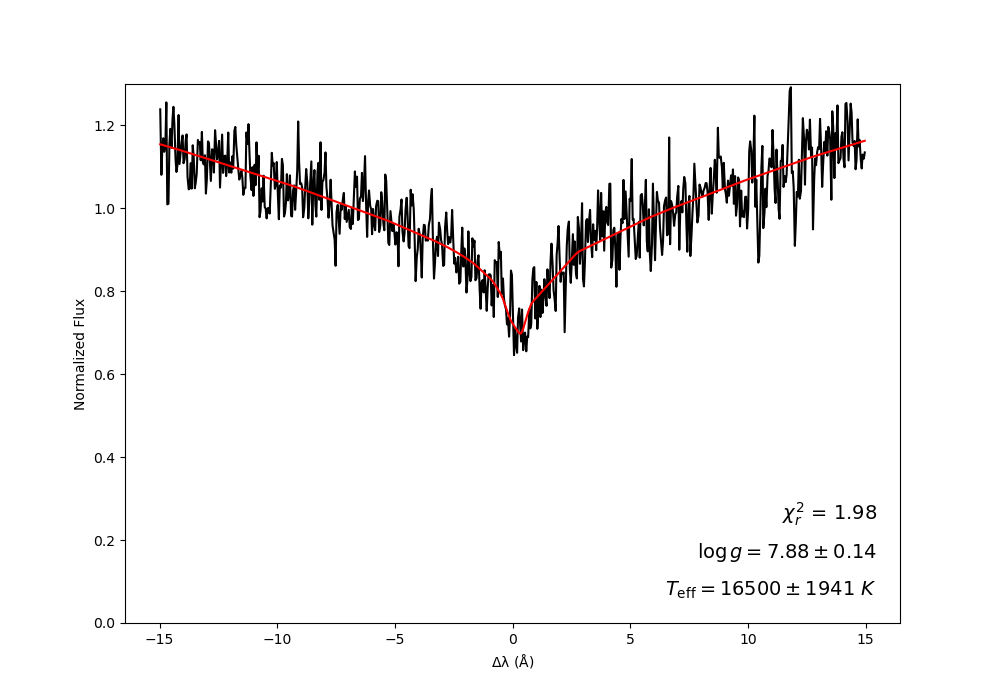 1.2
1.0
0.8
0.6
0.4
0.2
0.0
Normalized Flux
χ²ᵣ = 1.98
log g = 7.88 ± 0.14
T_eff = 16500 ± 1941 K
−15 −10 −5 0 5 10 15
Δλ (Å)